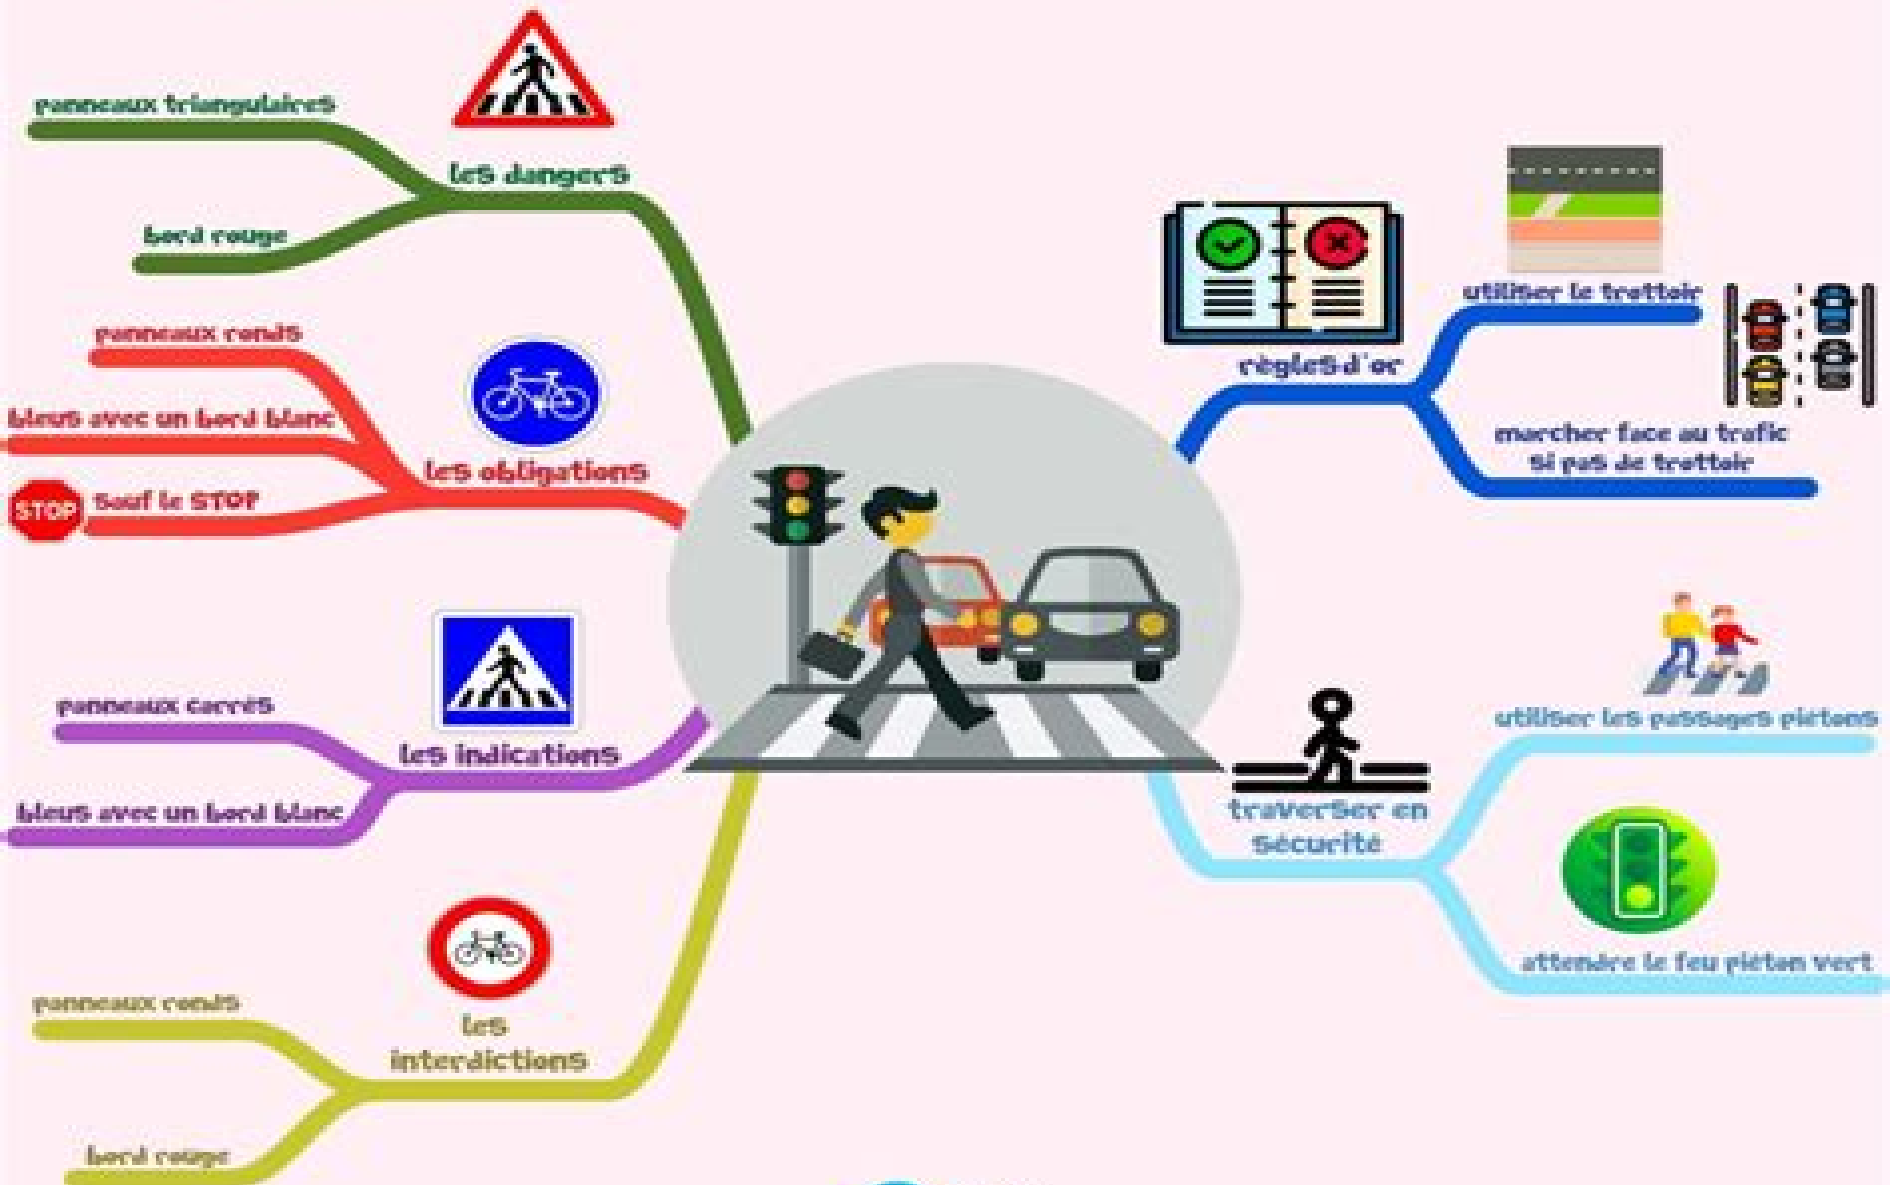 panneaux triangulaires
les dangers
bord rouge
panneaux ronds
bleus avec un bord blanc
les obligations
STOP
sauf le STOP
panneaux carrés
les indications
bleus avec un bord blanc
panneaux ronds
les
interdictions
bord rouge
règles d'or
utiliser le trottoir
marcher face au trafic
si pas de trottoir
traverser en
sécurité
utiliser les passages piétons
attendre le feu piéton vert